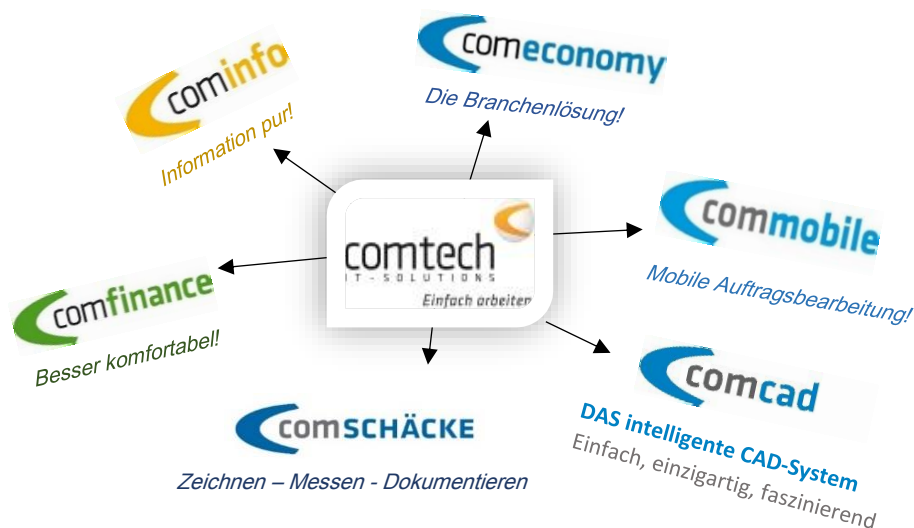 cominfo
Information pur!
comeconomy
Die Branchenlösung!
commobile
Mobile Auftragsbearbeitung!
comtech
IT-SOLUTIONS
Einfach arbeiten
comfinance
Besser komfortabel!
comcad
DAS intelligente CAD-System
Einfach, einzigartig, faszinierend
comSCHÄCKE
Zeichnen – Messen - Dokumentieren